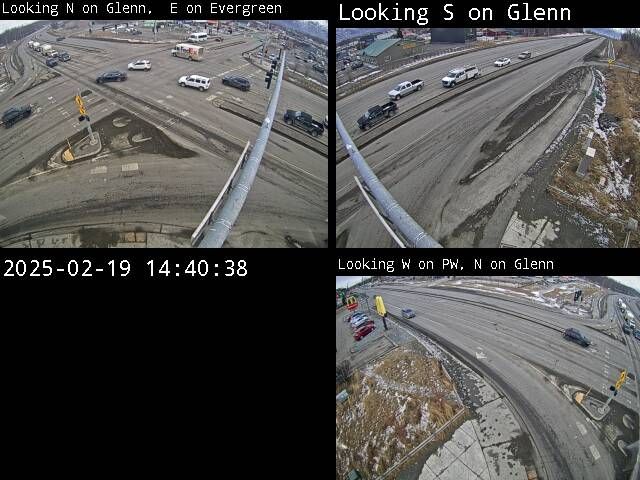 Looking N on Glenn, E on Evergreen
Looking S on Glenn
2025-02-19 14:40:38
Looking W on PW, N on Glenn